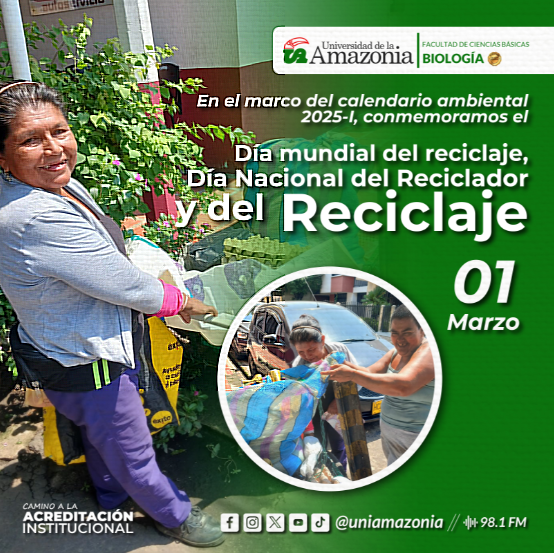 Universidad de la
Amazonia
FACULTAD DE CIENCIAS BÁSICAS
BIOLOGÍA
En el marco del calendario ambiental
2025-I, conmemoramos el
Día mundial del reciclaje,
Día Nacional del Reciclador
y del Reciclaje
01
Marzo
éxito
CAMINO A LA
ACREDITACIÓN
INSTITUCIONAL
@uniamazonia // 98.1 FM